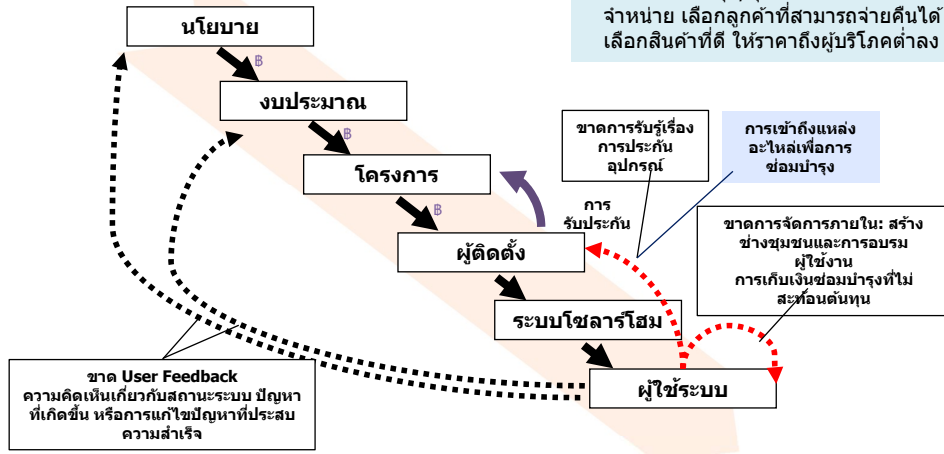 จำหน่าย เลือกลูกค้าที่สามารถจ่ายคืนได้
เลือกสินค้าที่ดี ให้ราคาถึงผู้บริโภคต่ำลง
นโยบาย
฿
งบประมาณ
฿
โครงการ
฿
ผู้ติดตั้ง
ระบบโซลาร์โฮม
ผู้ใช้ระบบ
ขาดการรับรู้เรื่อง
การประกัน
อุปกรณ์
การเข้าถึงแหล่ง
อะไหล่เพื่อการ
ซ่อมบำรุง
การ
รับประกัน
ขาดการจัดการภายใน: สร้าง
ช่างชุมชนและการอบรม
ผู้ใช้งาน
การเก็บเงินซ่อมบำรุงที่ไม่
สะท้อนต้นทุน
ขาด User Feedback
ความคิดเห็นเกี่ยวกับสถานะระบบ ปัญหา
ที่เกิดขึ้น หรือการแก้ไขปัญหาที่ประสบ
ความสำเร็จ